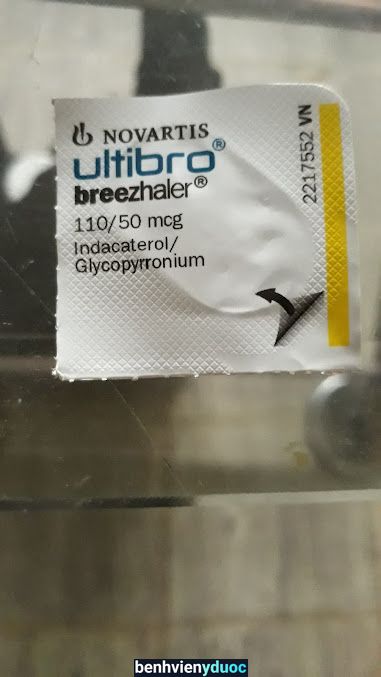 NOVARTIS
ultibro®
breezhaler®
110/50 mcg
Indacaterol/
Glycopyrronium
2217552 VN
benhvienyduoc